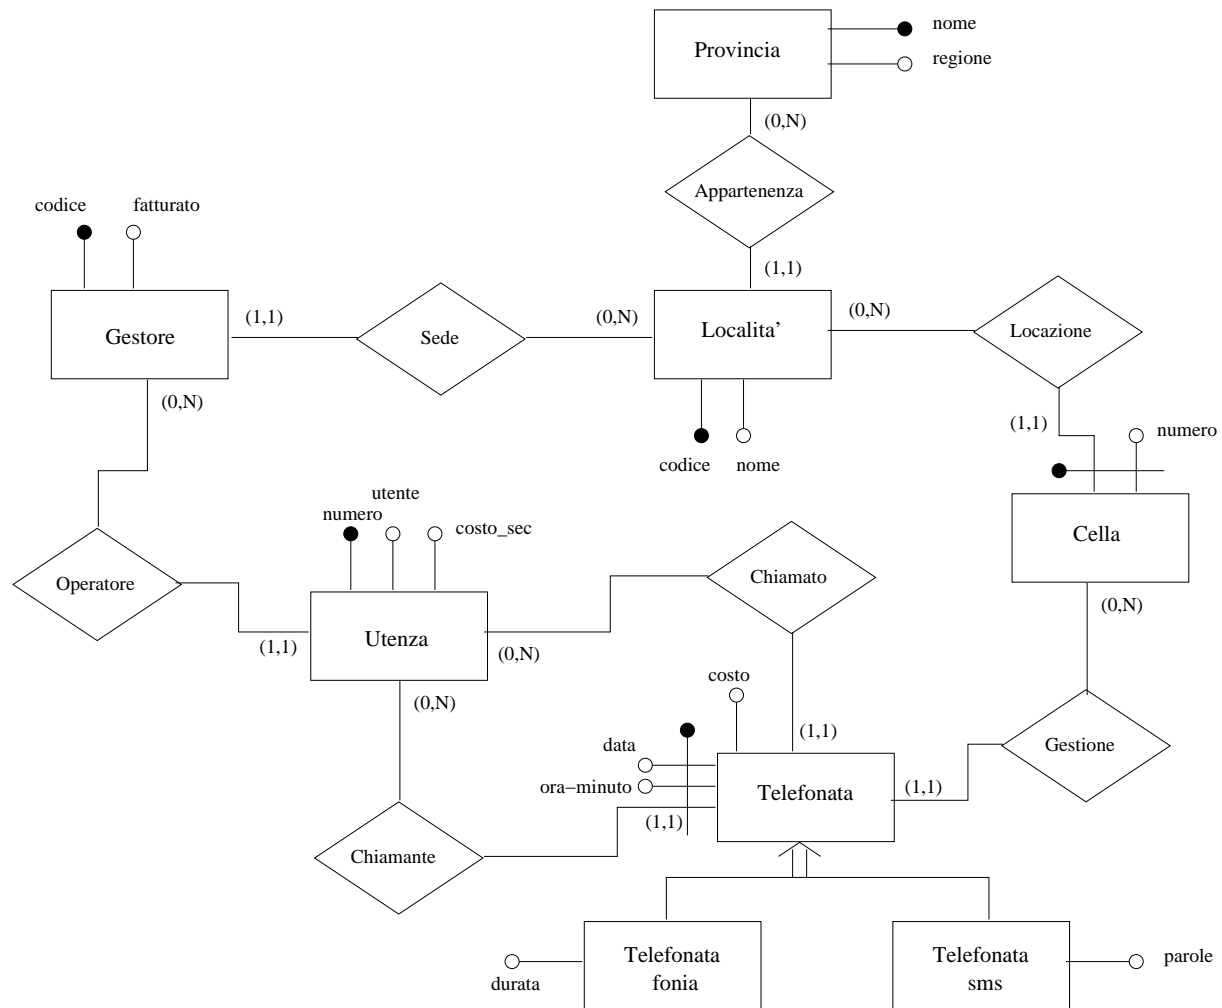 nome
Provincia
regione
(0,N)
Appartenenza
codice
fatturato
(1,1)
Gestore
(1,1)
Sede
(0,N)
Localita’
(0,N)
Locazione
(0,N)
codice
nome
(1,1)
numero
utente
numero
costo_sec
Cella
Operatore
Chiamato
(1,1)
Utenza
(0,N)
(0,N)
(0,N)
costo
(1,1)
data
ora−minuto
Telefonata
(1,1)
Gestione
(1,1)
Chiamante
Telefonata
fonia
Telefonata
sms
durata
parole